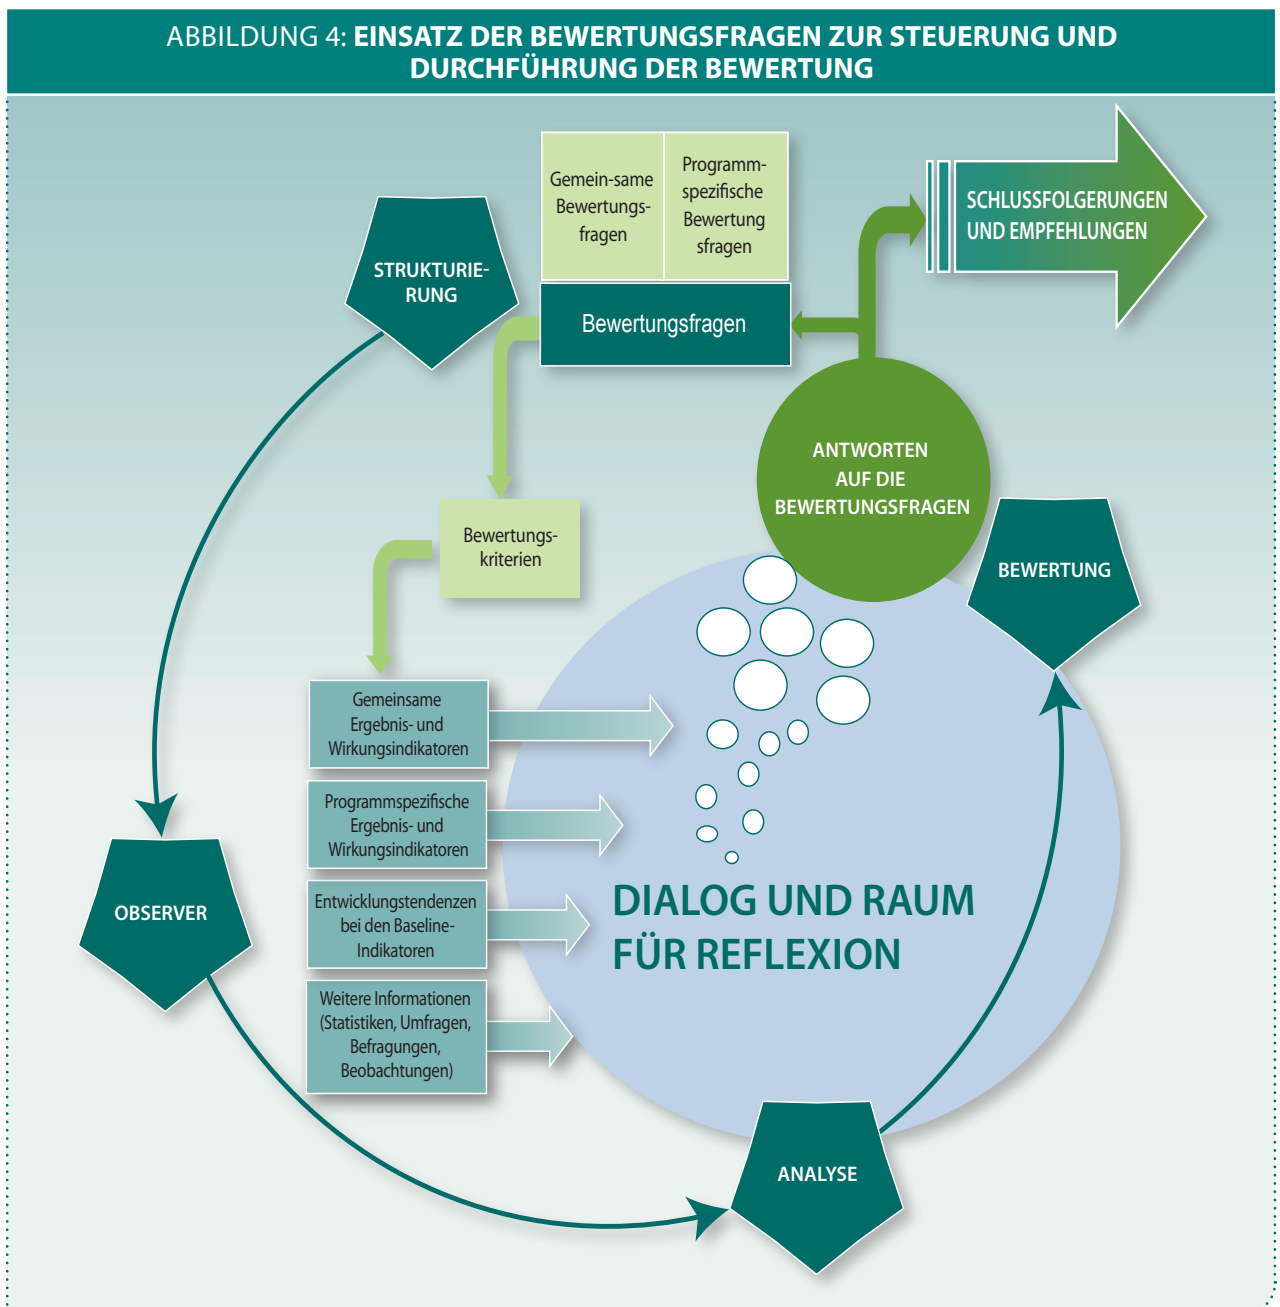 ABBILDUNG 4: EINSATZ DER BEWERTUNGSFRAGEN ZUR STEUERUNG UND
DURCHFÜHRUNG DER BEWERTUNG
Gemein-same
Bewertungs-
fragen
Programm-
spezifische
Bewertung
sfragen
Bewertungsfragen
SCHLUSSFOLGERUNGEN
UND EMPFEHLUNGEN
STRUKTURIE-
RUNG
ANTWORTEN
AUF DIE
BEWERTUNGSFRAGEN
Bewertungs-
kriterien
BEWERTUNG
Gemeinsame
Ergebnis- und
Wirkungsindikatoren
Programmspezifische
Ergebnis- und
Wirkungsindikatoren
Entwicklungstendenzen
bei den Baseline-
Indikatoren
Weitere Informationen
(Statistiken, Umfragen,
Befragungen,
Beobachtungen)
OBSERVER
DIALOG UND RAUM
FÜR REFLEXION
ANALYSE